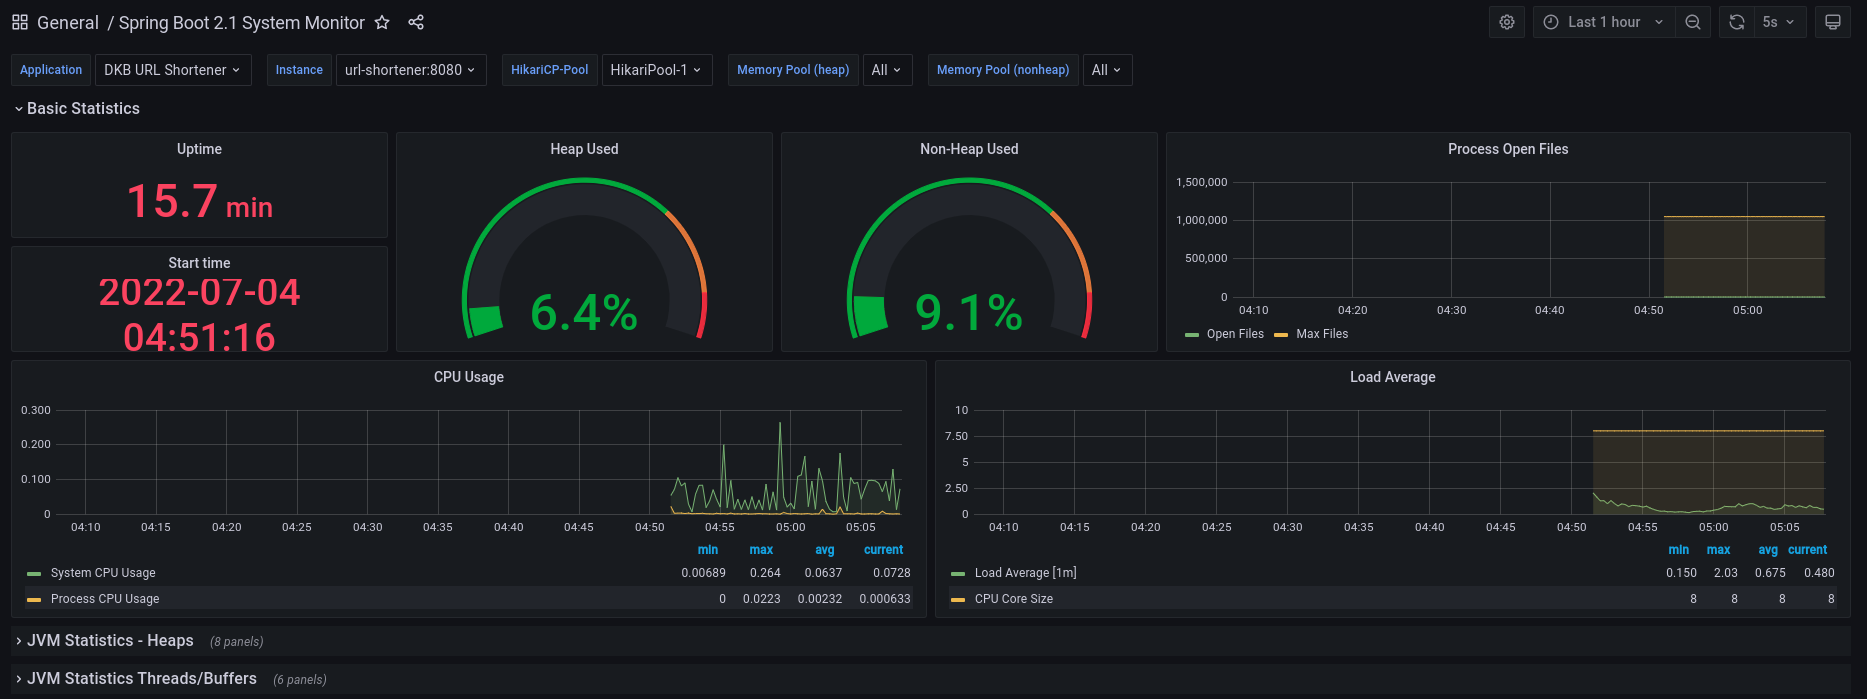 General / Spring Boot 2.1 System Monitor
Last 1 hour
5s
Application DKB URL Shortener Instance url-shortener:8080 HikariCP-Pool HikariPool-1 Memory Pool (heap) All Memory Pool (nonheap) All
Basic Statistics
Uptime
15.7 min
Start time
2022-07-04
04:51:16
Heap Used
6.4%
Non-Heap Used
9.1%
Process Open Files
1,500,000
1,000,000
500,000
0
04:10 04:20 04:30 04:40 04:50 05:00
Open Files Max Files
CPU Usage
0.300
0.200
0.100
0
04:10 04:15 04:20 04:25 04:30 04:35 04:40 04:45 04:50 04:55 05:00 05:05
min max avg current
System CPU Usage 0.00689 0.264 0.0637 0.0728
Process CPU Usage 0 0.0223 0.00232 0.000633
Load Average
10
7.50
5
2.50
0
04:10 04:15 04:20 04:25 04:30 04:35 04:40 04:45 04:50 04:55 05:00 05:05
min max avg current
Load Average [1m] 0.150 2.03 0.675 0.480
CPU Core Size 8 8 8 8
JVM Statistics - Heaps (8 panels)
JVM Statistics Threads/Buffers (6 panels)